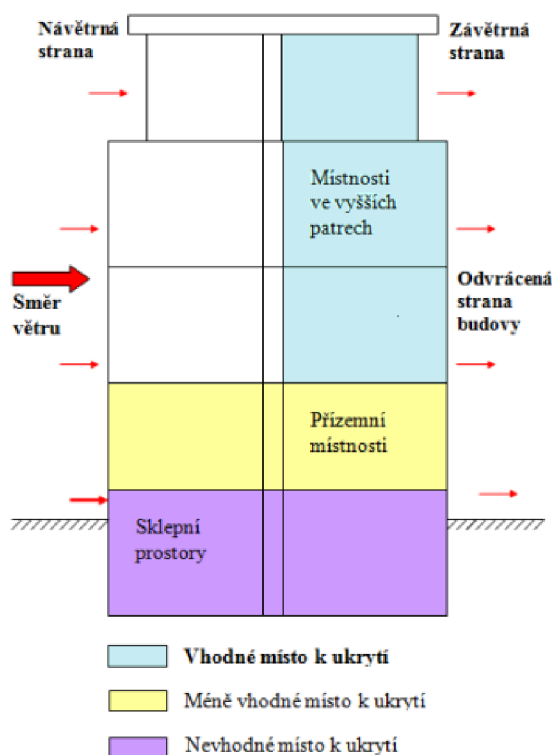 Návětrná
strana
Závětrná
strana
Místnosti
ve vyšších
patrech
Směr
větru
Odvrácená
strana
budovy
Přízemní
místnosti
Sklepní
prostory
Vhodné místo k ukrytí
Méně vhodné místo k ukrytí
Nevhodné místo k ukrytí